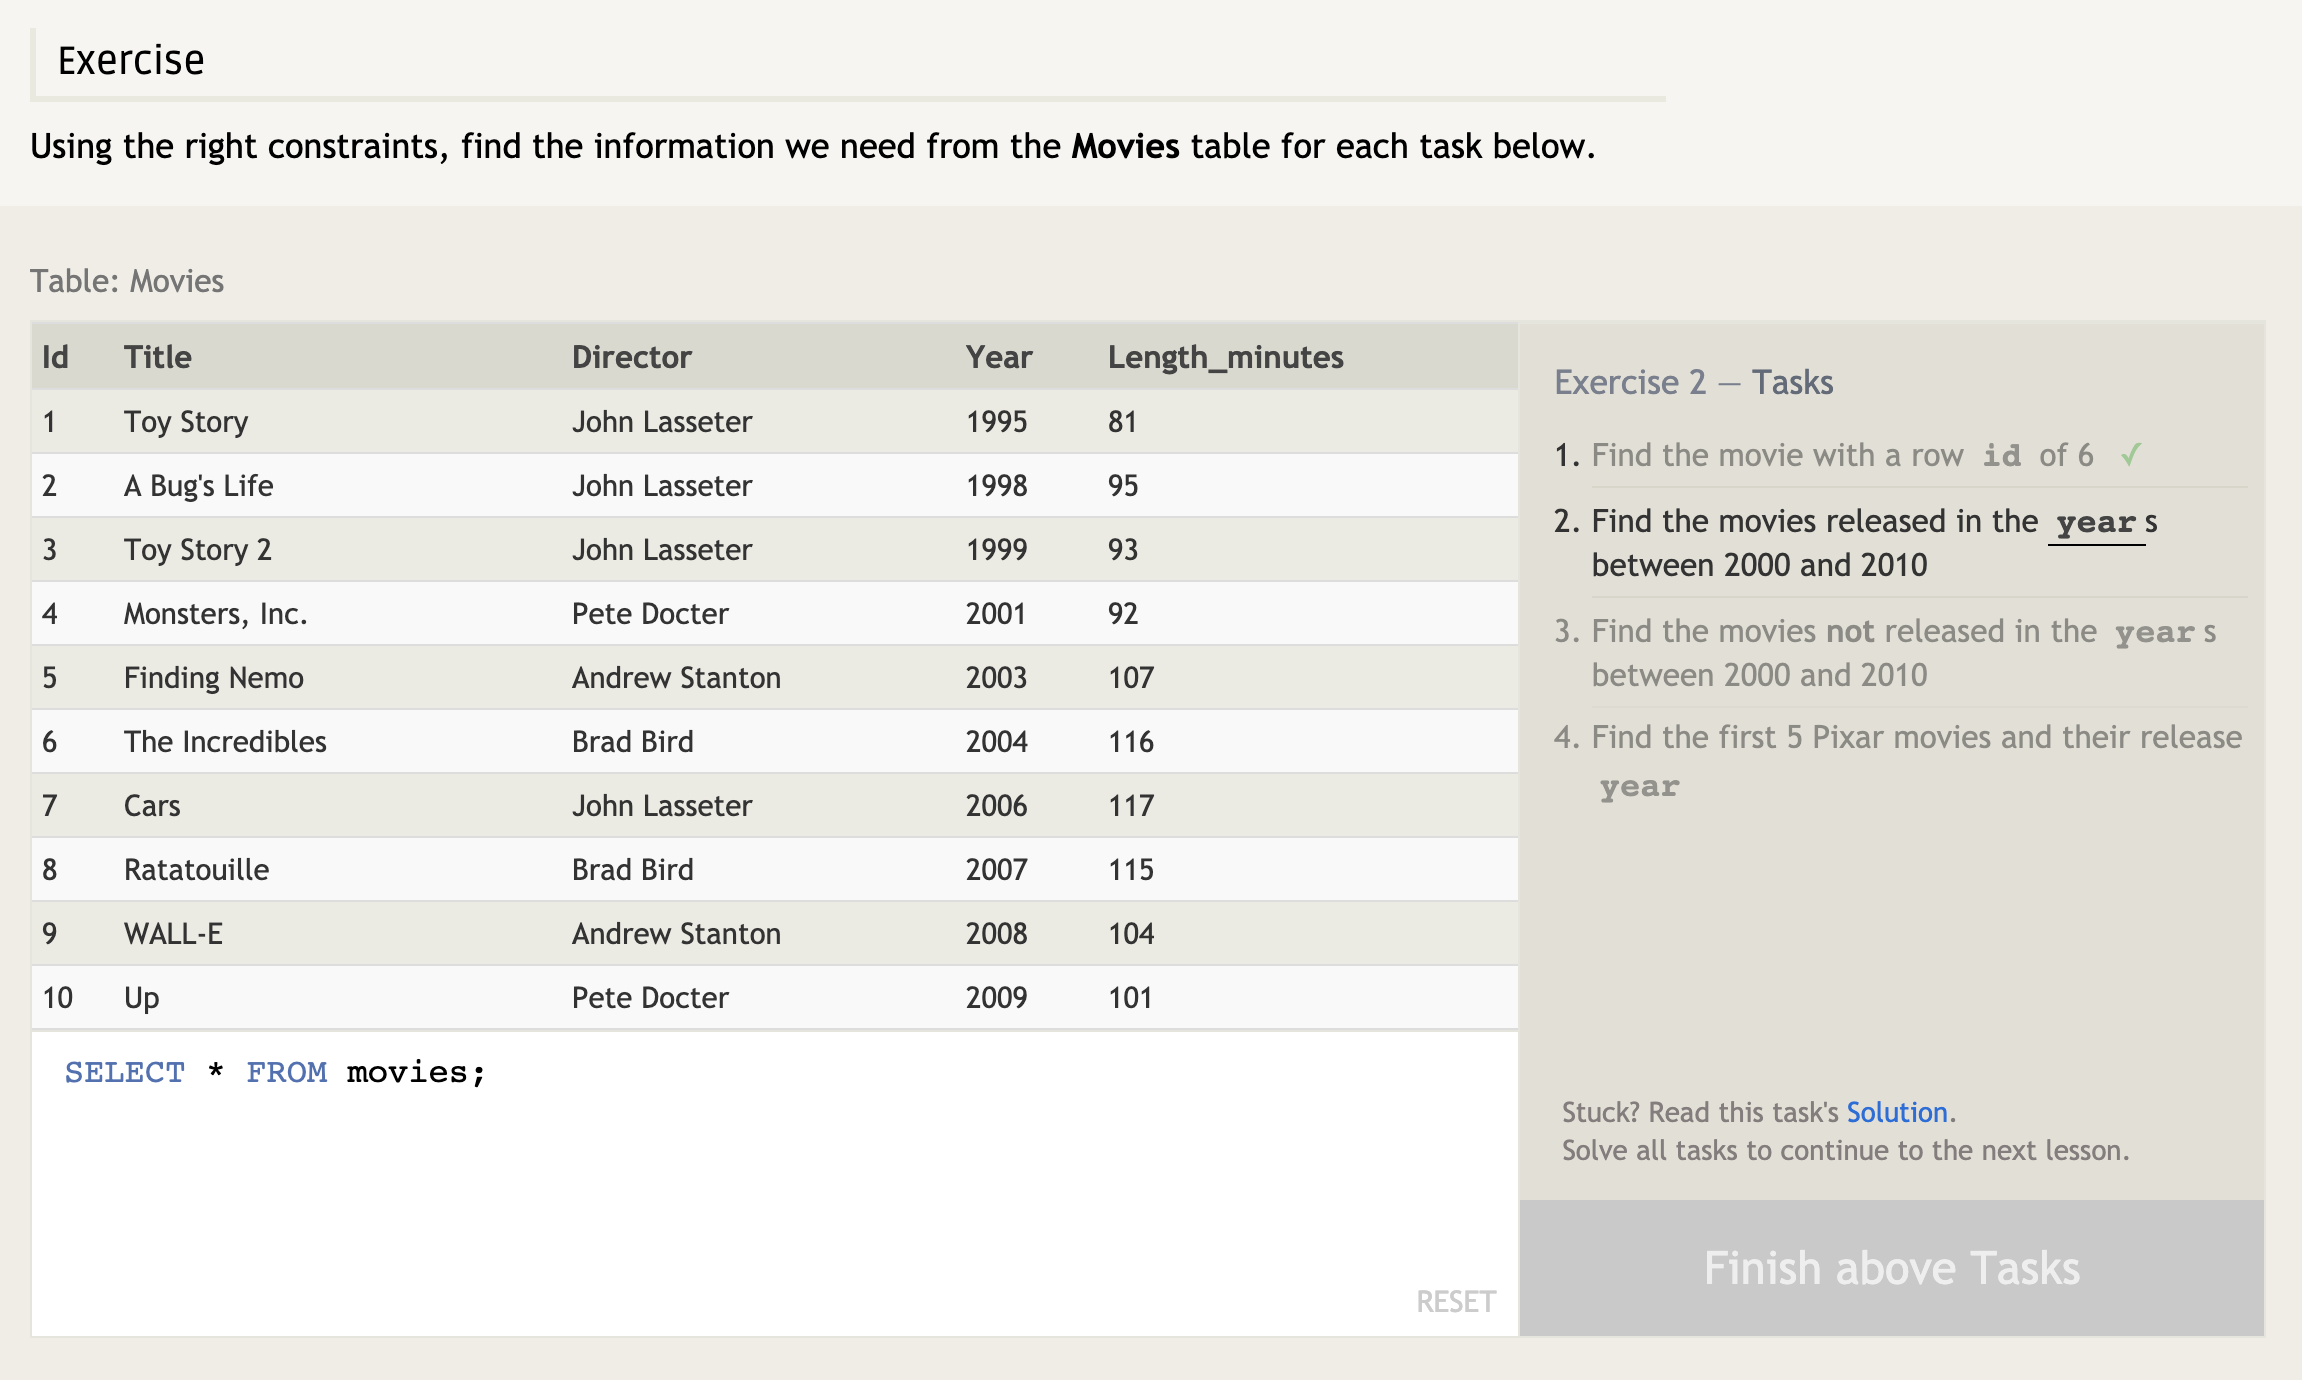 Exercise
Using the right constraints, find the information we need from the Movies table for each task below.
Table: Movies
Id Title Director Year Length_minutes
1 Toy Story John Lasseter 1995 81
2 A Bug's Life John Lasseter 1998 95
3 Toy Story 2 John Lasseter 1999 93
4 Monsters, Inc. Pete Docter 2001 92
5 Finding Nemo Andrew Stanton 2003 107
6 The Incredibles Brad Bird 2004 116
7 Cars John Lasseter 2006 117
8 Ratatouille Brad Bird 2007 115
9 WALL-E Andrew Stanton 2008 104
10 Up Pete Docter 2009 101
SELECT * FROM movies;
RESET
Exercise 2 — Tasks
1. Find the movie with a row id of 6 ✓
2. Find the movies released in the years
between 2000 and 2010
3. Find the movies not released in the years
between 2000 and 2010
4. Find the first 5 Pixar movies and their release
year
Stuck? Read this task's Solution.
Solve all tasks to continue to the next lesson.
Finish above Tasks